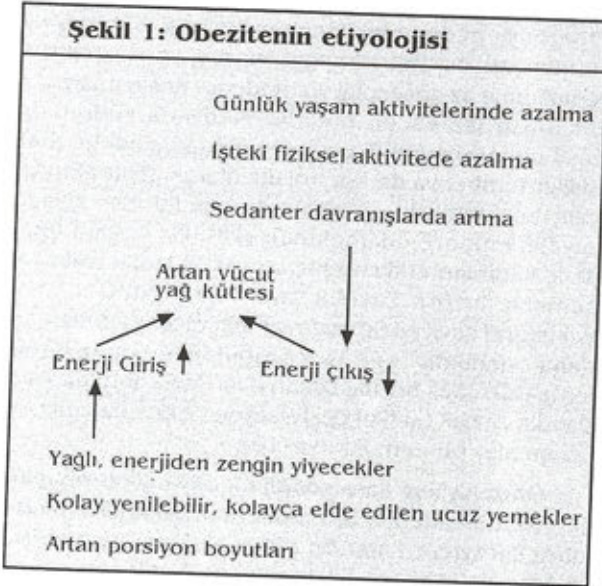 Şekil 1: Obezitenin etiyolojisi
Günlük yaşam aktivitelerinde azalma
İşteki fiziksel aktivitede azalma
Sedanter davranışlarda artma
Artan vücut
yağ kütlesi
Enerji Giriş
Enerji çıkış
Yağlı, enerjiden zengin yiyecekler
Kolay yenilebilir, kolayca elde edilen ucuz yemekler
Artan porsiyon boyutları